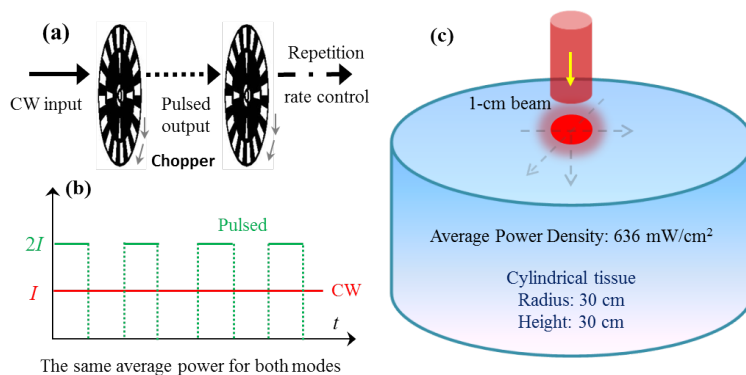 (a)
CW input
Pulsed
output
Chopper
Repetition
rate control
(b)
2I
I
Pulsed
CW
t
The same average power for both modes
(c)
1-cm beam
Average Power Density: 636 mW/cm²
Cylindrical tissue
Radius: 30 cm
Height: 30 cm